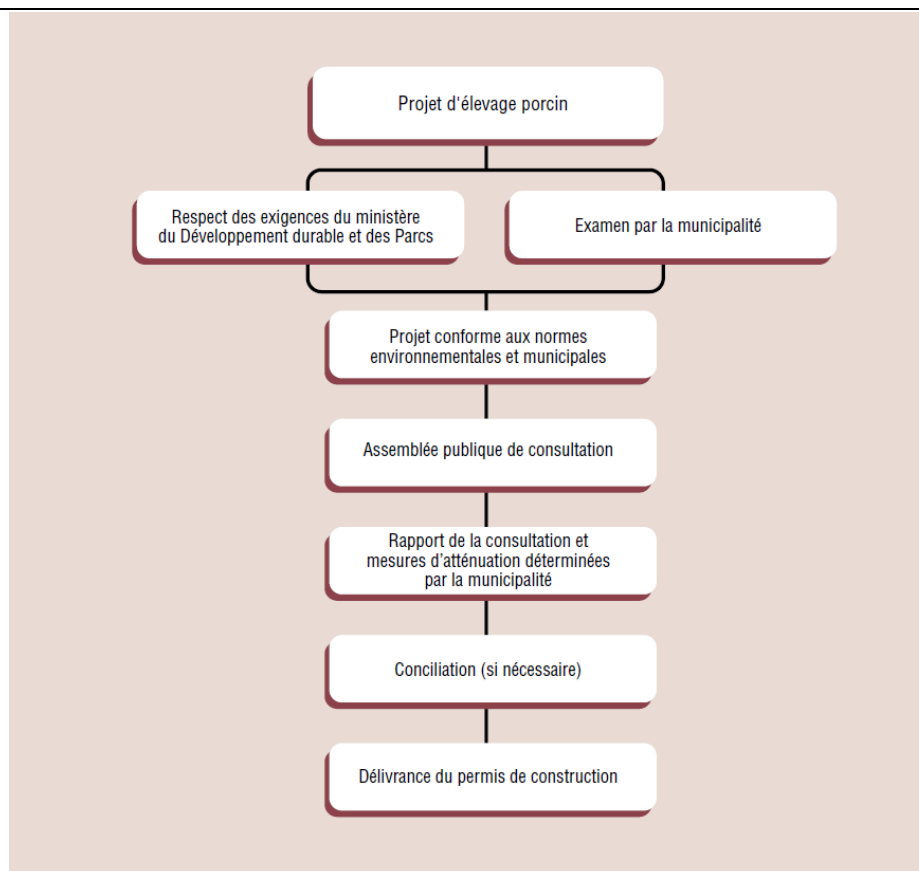 Projet d'élevage porcin
Respect des exigences du ministère
du Développement durable et des Parcs
Examen par la municipalité
Projet conforme aux normes
environnementales et municipales
Assemblée publique de consultation
Rapport de la consultation et
mesures d'atténuation déterminées
par la municipalité
Conciliation (si nécessaire)
Délivrance du permis de construction